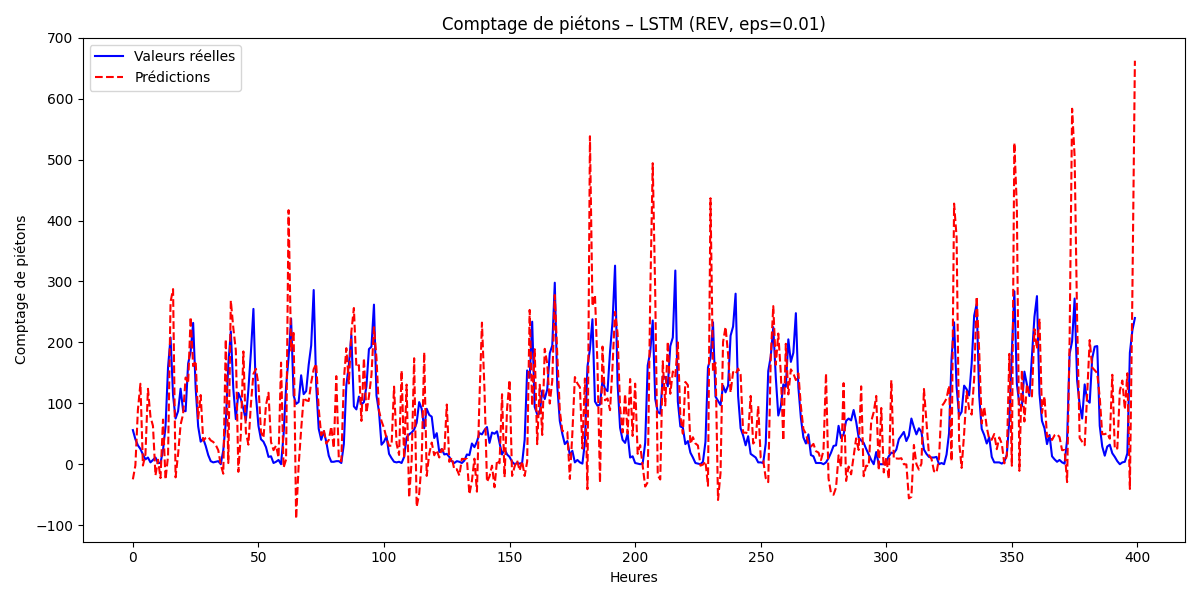 Comptage de piétons – LSTM (REV, eps=0.01)
Valeurs réelles
Prédictions
Comptage de piétons
700
600
500
400
300
200
100
0
−100
0 50 100 150 200 250 300 350 400
Heures